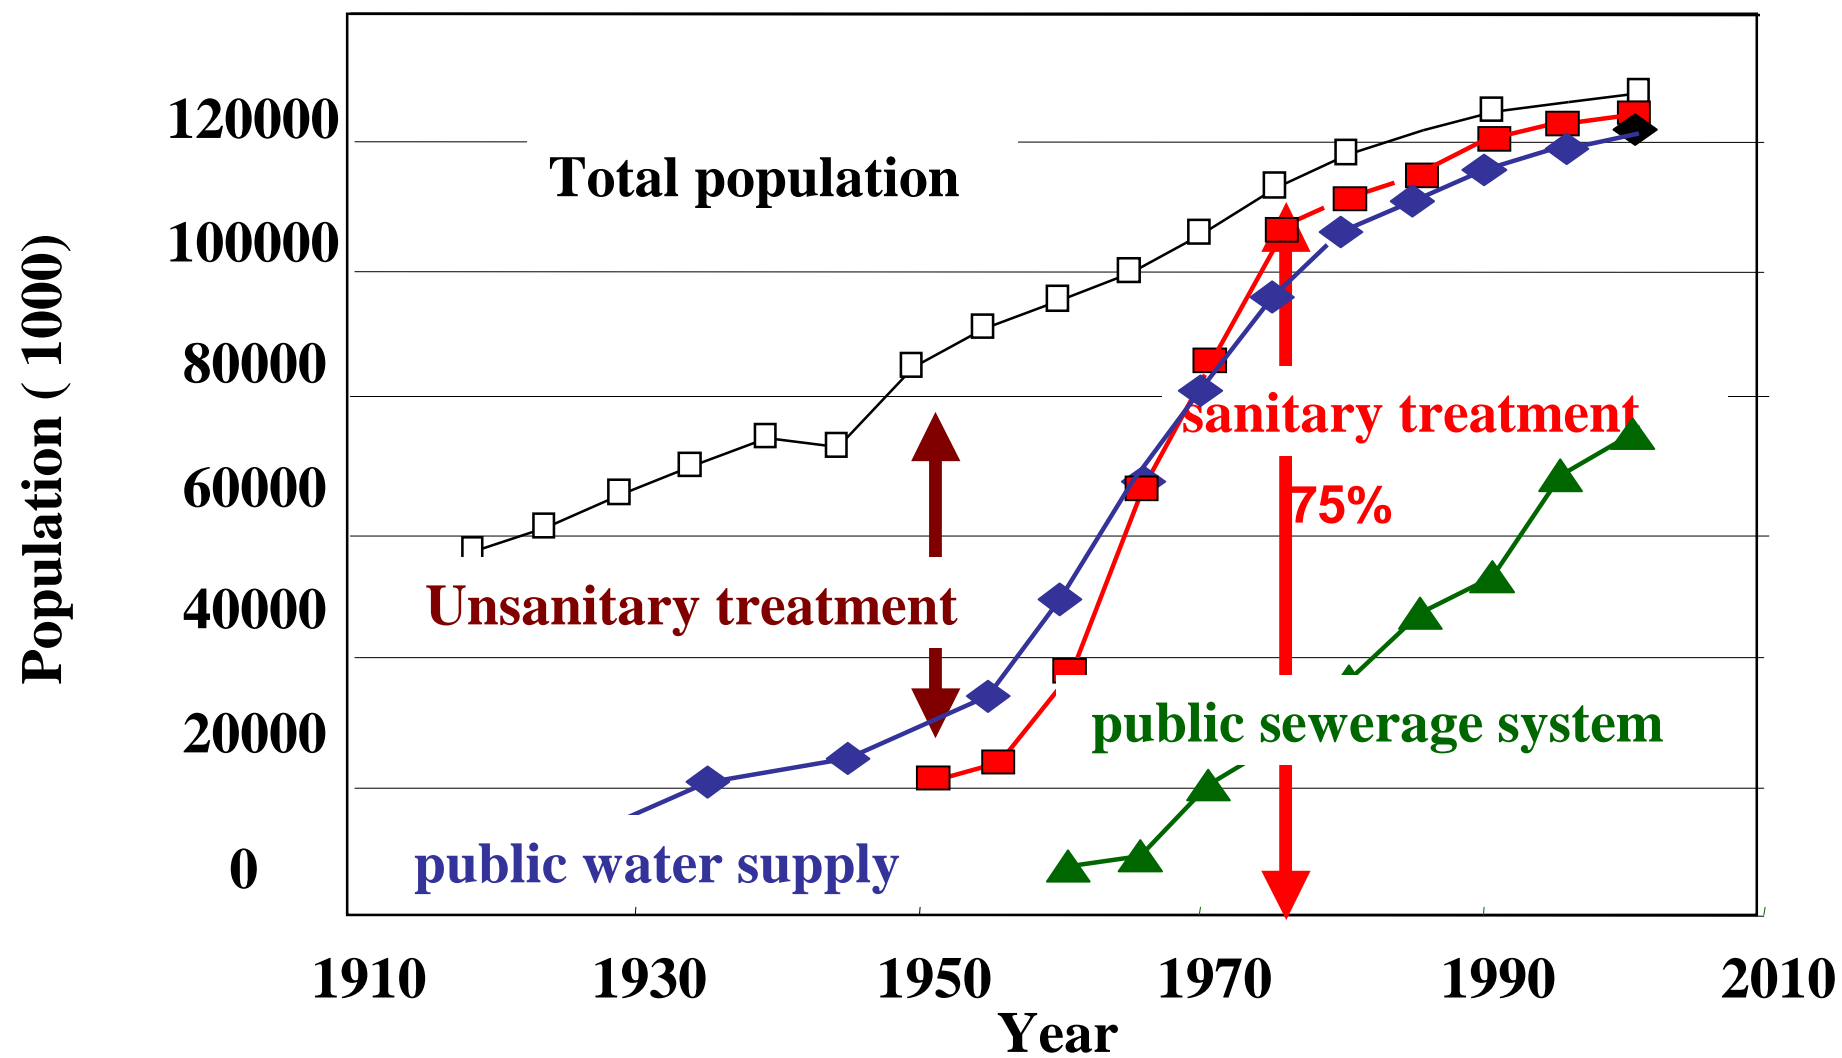 120000
Total population
100000
Population ( 1000)
80000
sanitary treatment
60000
75%
Unsanitary treatment
40000
public sewerage system
20000
public water supply
0
1910 1930 1950 1970 1990 2010
Year